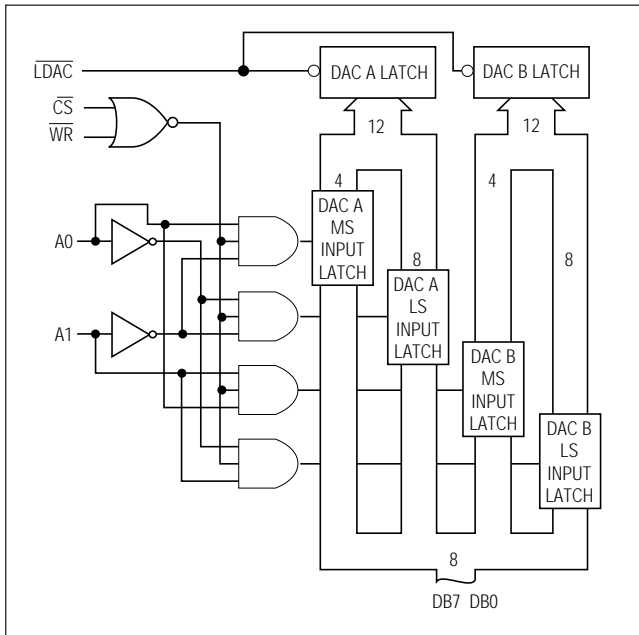 LDAC
DAC A LATCH
DAC B LATCH
CS
WR
12
12
4
4
DAC A
MS
INPUT
LATCH
A0
8
8
DAC A
LS
INPUT
LATCH
A1
DAC B
MS
INPUT
LATCH
DAC B
LS
INPUT
LATCH
8
DB7 DB0